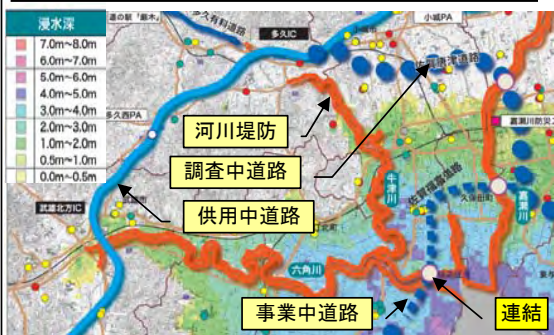 浸水深
7.0m～8.0m
6.0m～7.0m
5.0m～6.0m
4.0m～5.0m
3.0m～4.0m
2.0m～3.0m
1.0m～2.0m
0.5m～1.0m
0.0m～0.5m
道の駅「厳木」
多久有料道路
多久IC
小城市
小城PA
佐賀唐津道路
多久西PA
河川堤防
調査中道路
供用中道路
嘉瀬川防災ス
牛津川
久保田町
嘉瀬川
武雄北方IC
六角川
事業中道路
連結